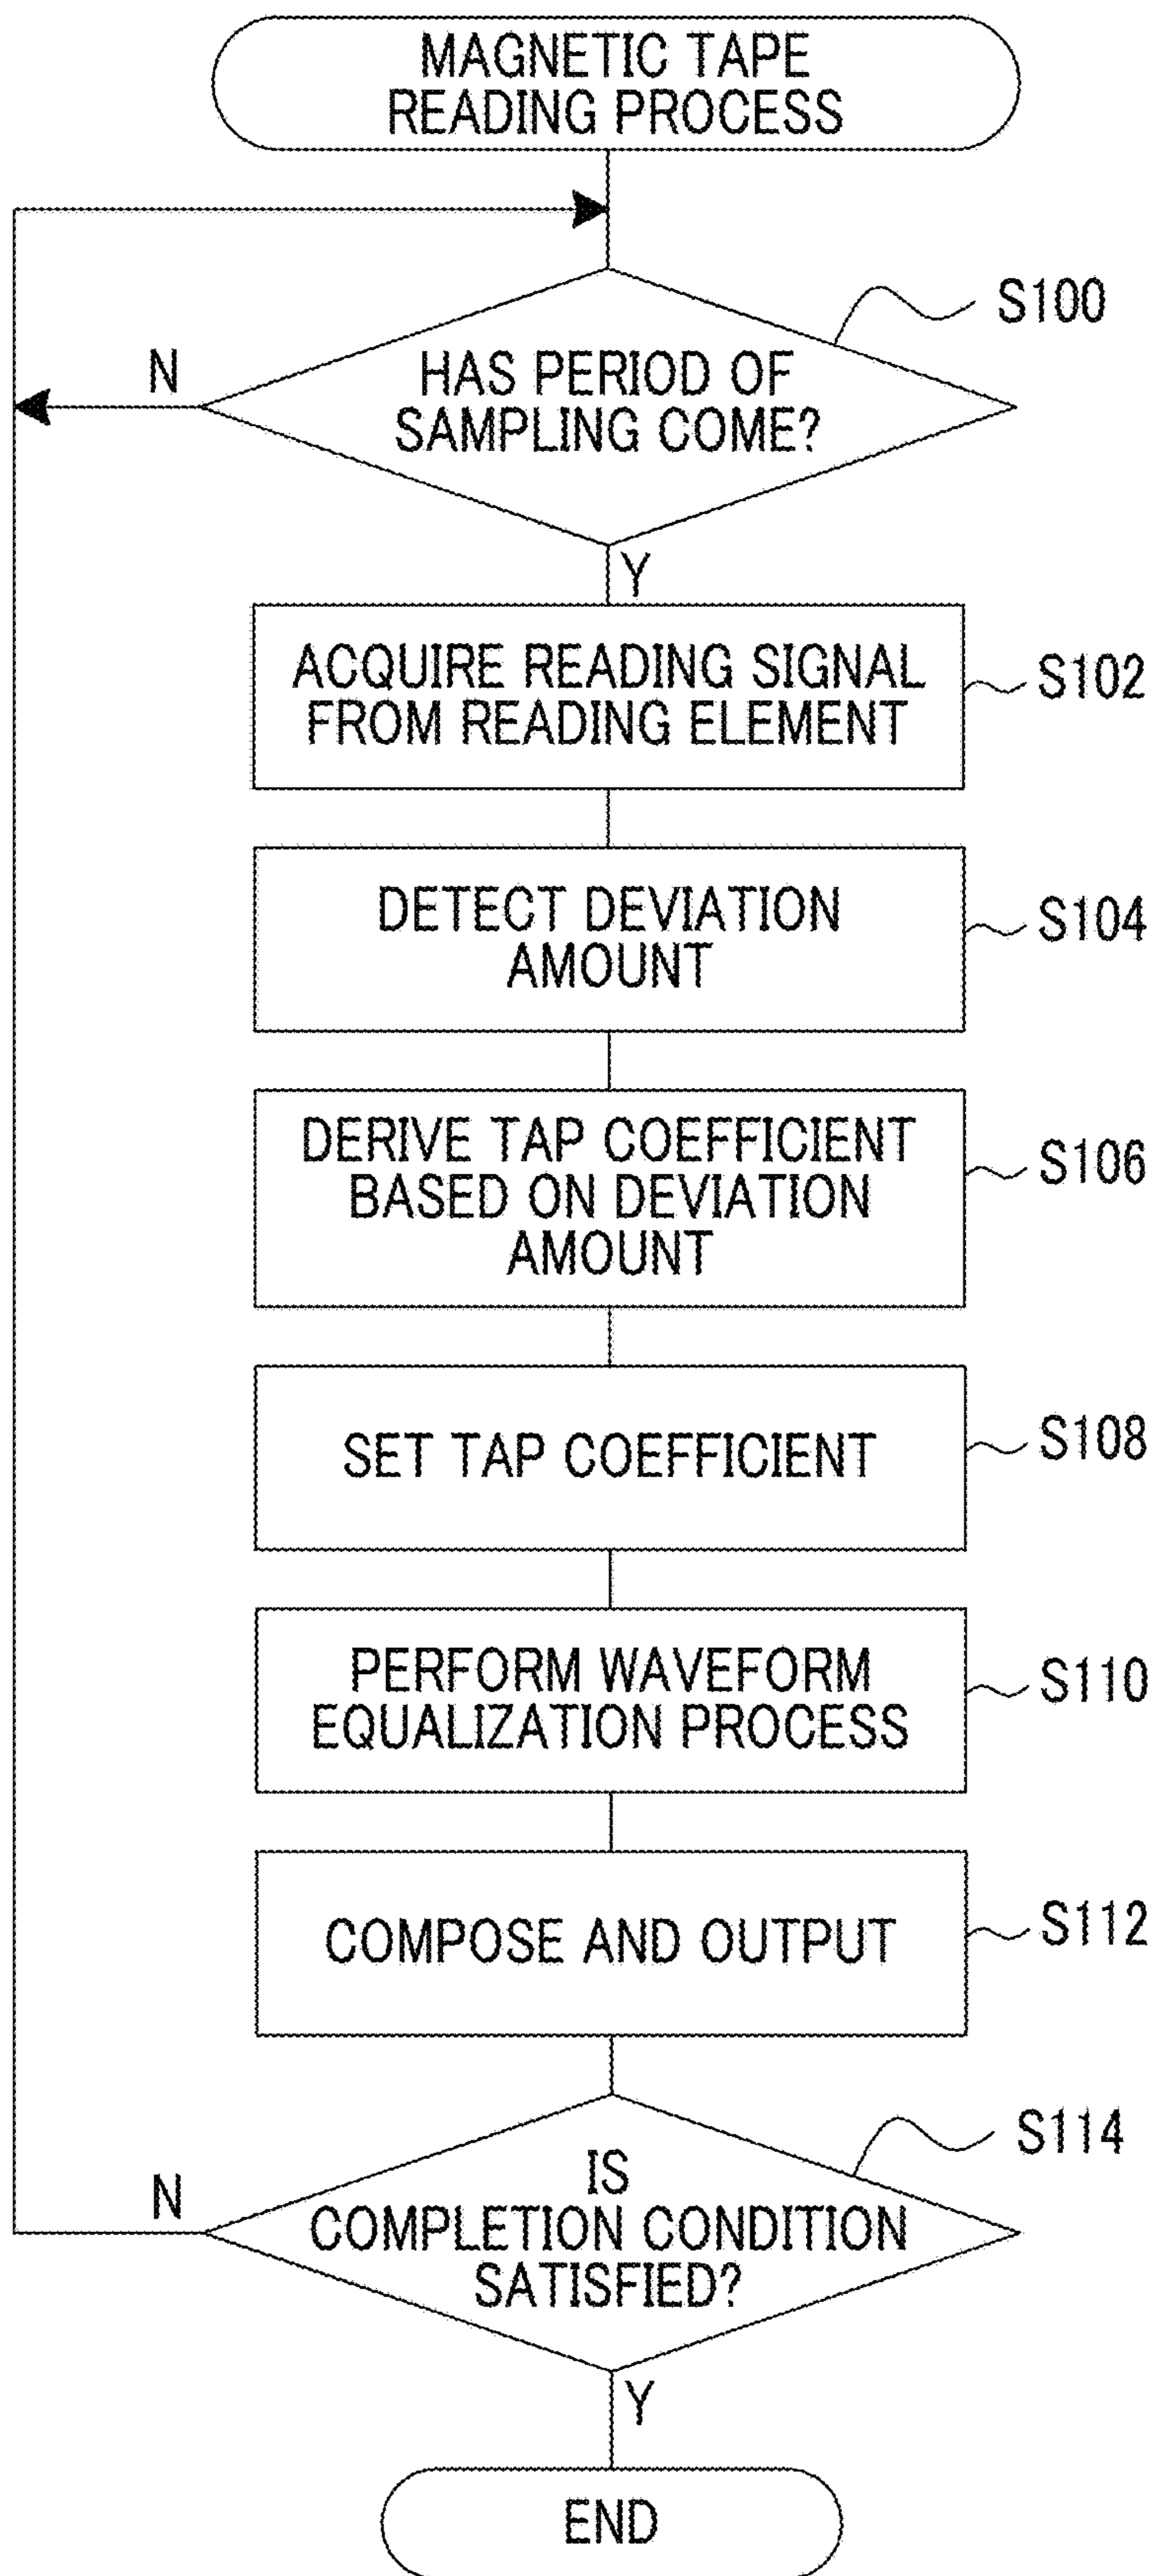 MAGNETIC TAPE
READING PROCESS
S100
N
HAS PERIOD OF
SAMPLING COME?
Y
ACQUIRE READING SIGNAL
FROM READING ELEMENT
S102
DETECT DEVIATION
AMOUNT
S104
DERIVE TAP COEFFICIENT
BASED ON DEVIATION
AMOUNT
S106
SET TAP COEFFICIENT
S108
PERFORM WAVEFORM
EQUALIZATION PROCESS
S110
COMPOSE AND OUTPUT
S112
S114
N
IS
COMPLETION CONDITION
SATISFIED?
Y
END